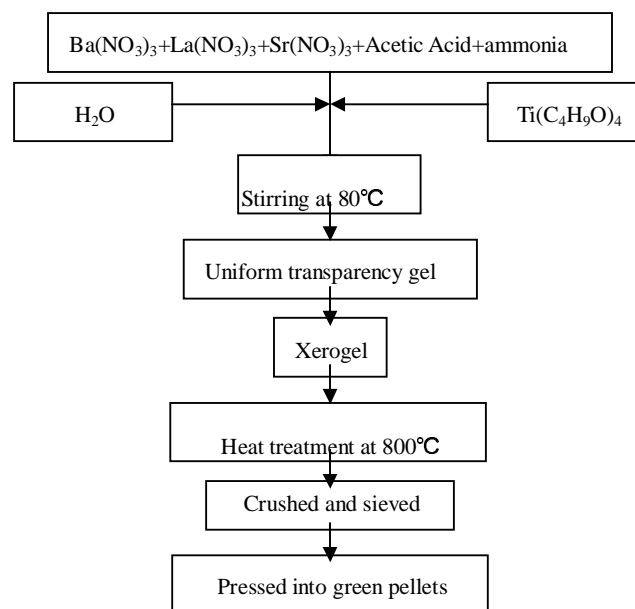 Ba(NO₃)₃+La(NO₃)₃+Sr(NO₃)₃+Acetic Acid+ammonia
H₂O
Ti(C₄H₉O)₄
Stirring at 80℃
Uniform transparency gel
Xerogel
Heat treatment at 800℃
Crushed and sieved
Pressed into green pellets